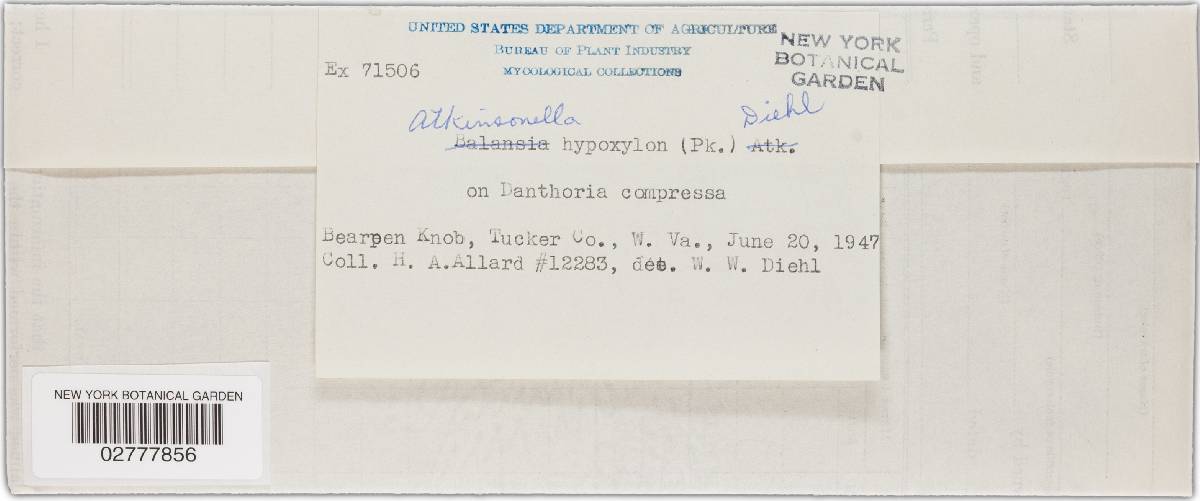 UNITED STATES DEPARTMENT OF AGRICULTURE
BUREAU OF PLANT INDUSTRY
MYCOLOGICAL COLLECTIONS
NEW YORK
BOTANICAL
GARDEN
Ex 71506
Atkinsonella Diehl
Balansia hypoxylon (Pk.) Atk.
on Danthoria compressa
Bearpen Knob, Tucker Co., W. Va., June 20, 1947
Coll. H. A.Allard #12283, det. W. W. Diehl
NEW YORK BOTANICAL GARDEN
02777856